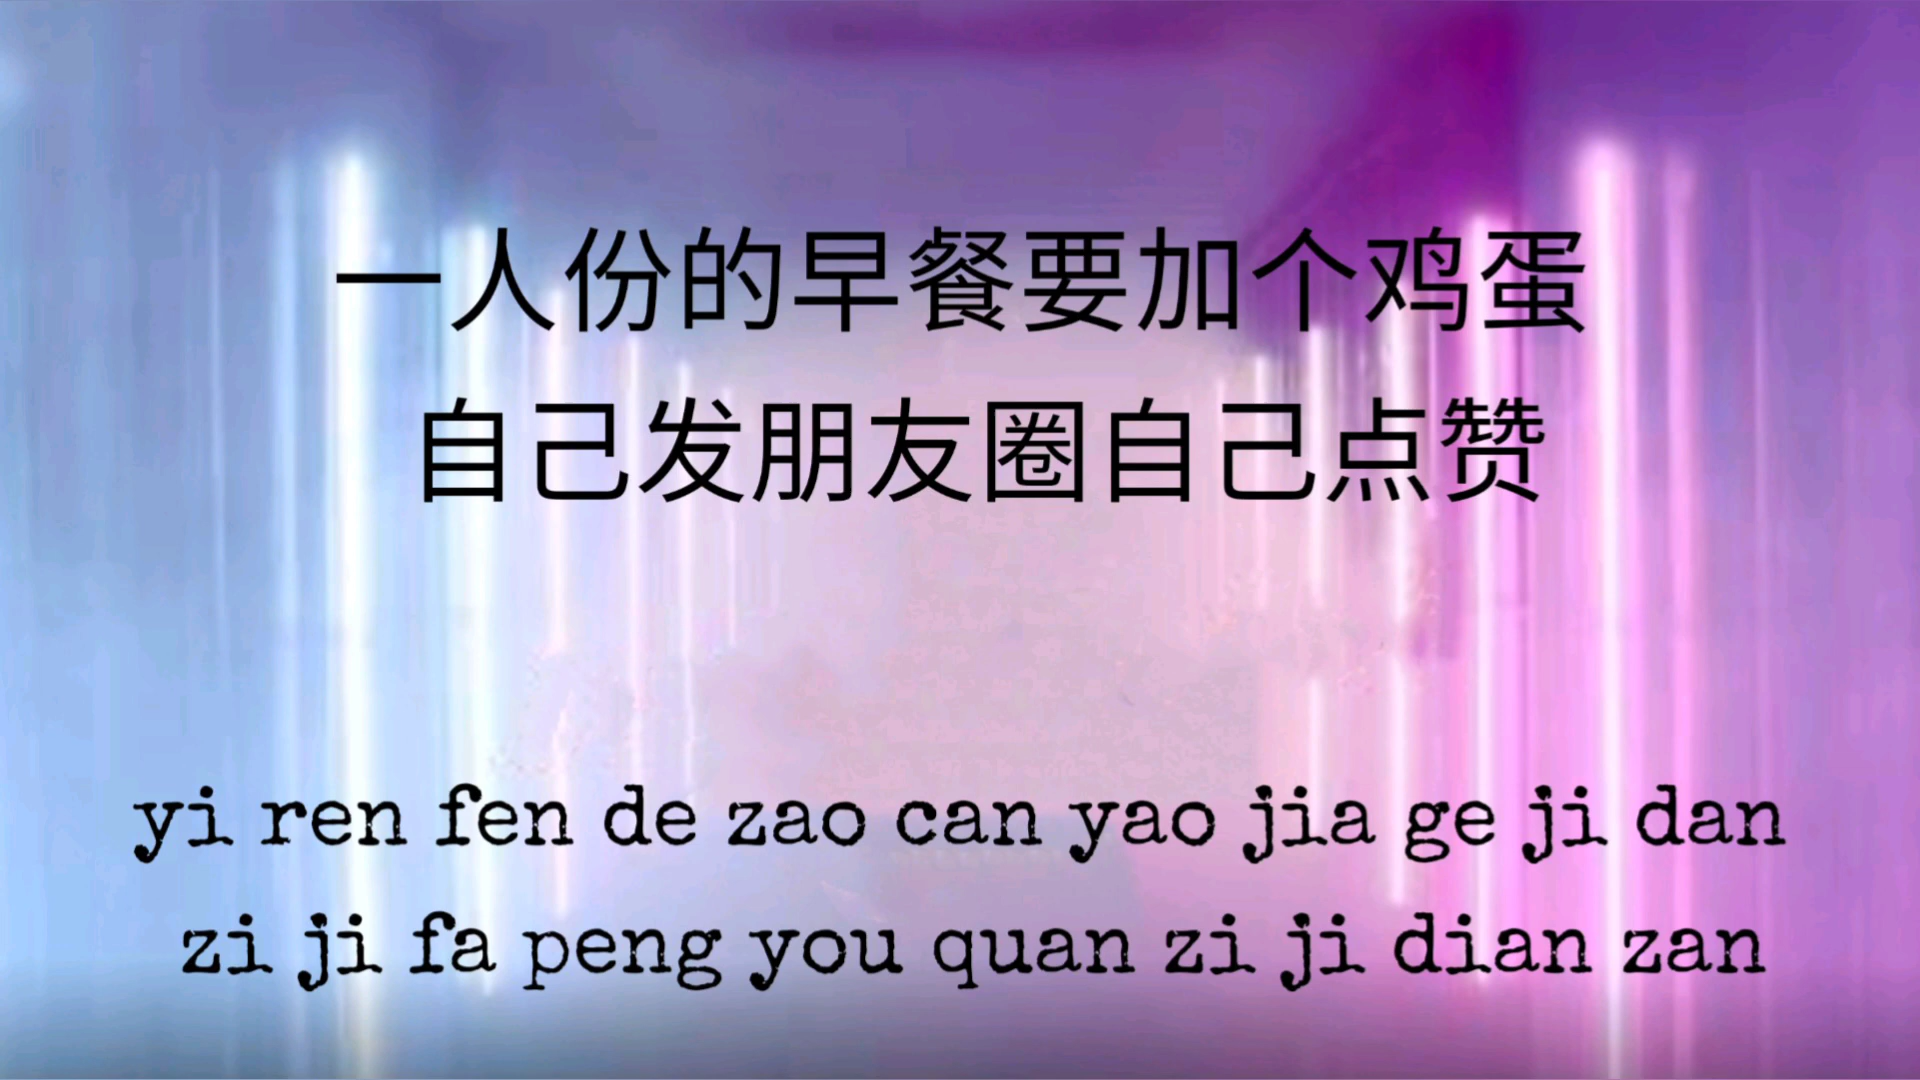 一人份的早餐要加个鸡蛋
自己发朋友圈自己点赞
yi ren fen de zao can yao jia ge ji dan
zi ji fa peng you quan zi ji dian zan